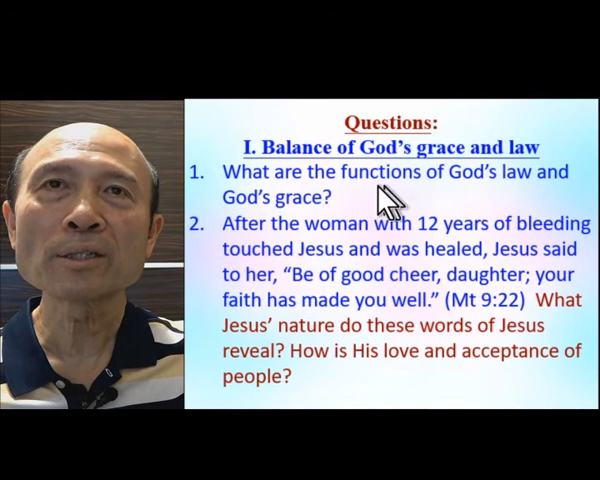 Questions:
I. Balance of God's grace and law
1. What are the functions of God's law and
God's grace?
2. After the woman with 12 years of bleeding
touched Jesus and was healed, Jesus said
to her, "Be of good cheer, daughter; your
faith has made you well." (Mt 9:22) What
Jesus' nature do these words of Jesus
reveal? How is His love and acceptance of
people?